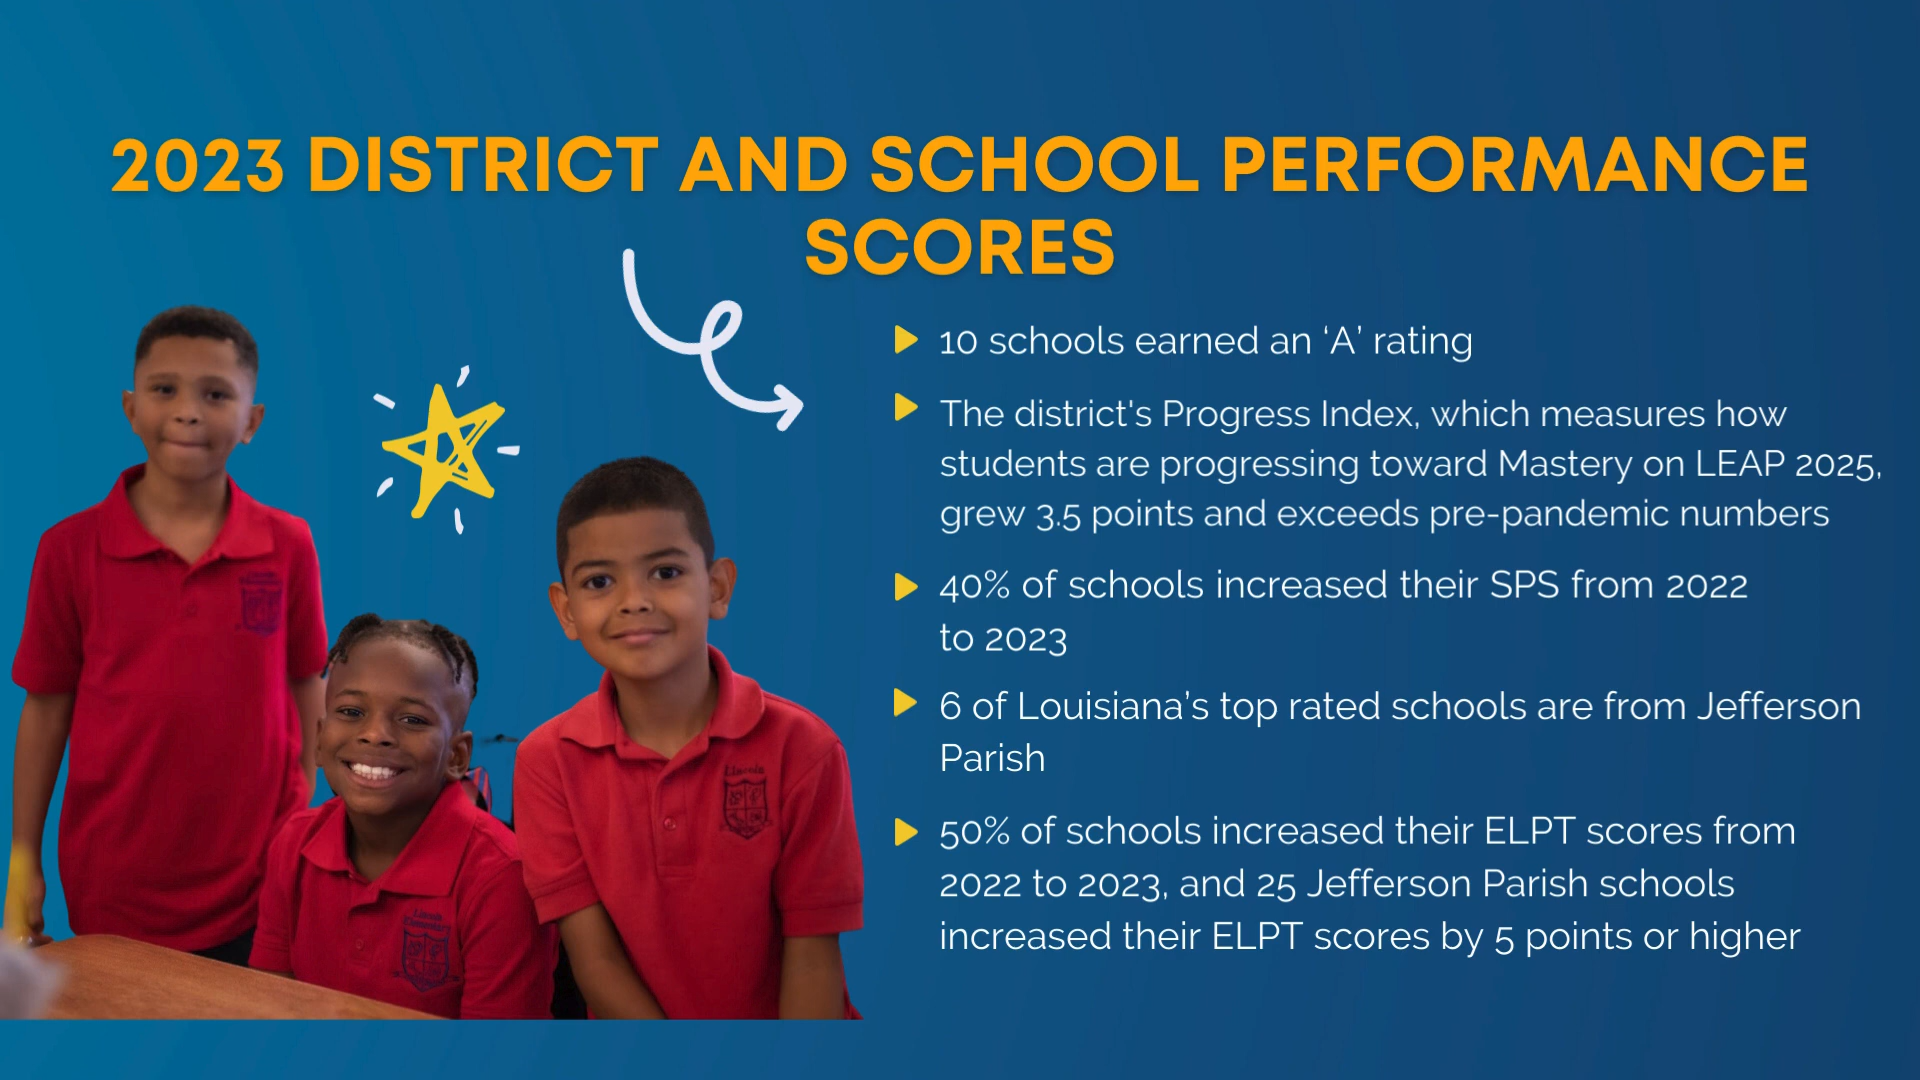 2023 DISTRICT AND SCHOOL PERFORMANCE
SCORES
10 schools earned an ‘A’ rating
The district's Progress Index, which measures how
students are progressing toward Mastery on LEAP 2025,
grew 3.5 points and exceeds pre-pandemic numbers
40% of schools increased their SPS from 2022
to 2023
6 of Louisiana’s top rated schools are from Jefferson
Parish
50% of schools increased their ELPT scores from
2022 to 2023, and 25 Jefferson Parish schools
increased their ELPT scores by 5 points or higher
Lincoln
Lincoln
Elementary